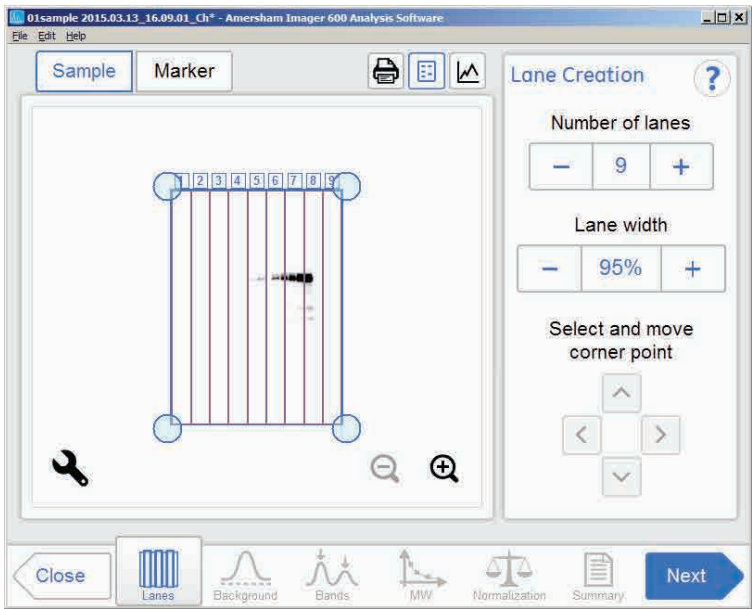 01sample 2015.03.13_16.09.01_Ch* - Amersham Imager 600 Analysis Software
File Edit Help
Sample Marker
Lane Creation ?
Number of lanes
− 9 +
1 2 3 4 5 6 7 8 9
Lane width
− 95% +
Select and move
corner point
Close Lanes Background Bands MW Normalization Summary Next